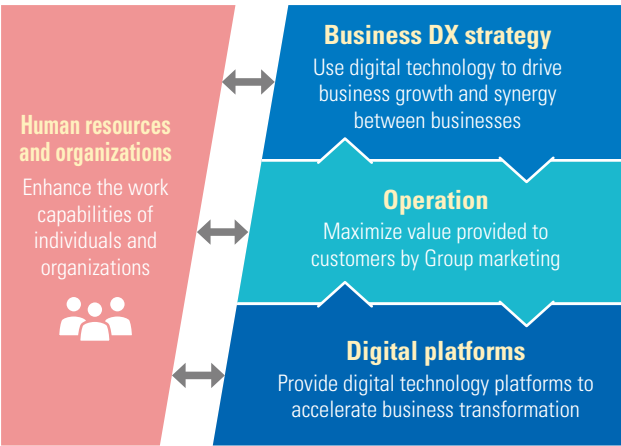 Human resources
and organizations
Enhance the work
capabilities of
individuals and
organizations
Business DX strategy
Use digital technology to drive
business growth and synergy
between businesses
Operation
Maximize value provided to
customers by Group marketing
Digital platforms
Provide digital technology platforms to
accelerate business transformation